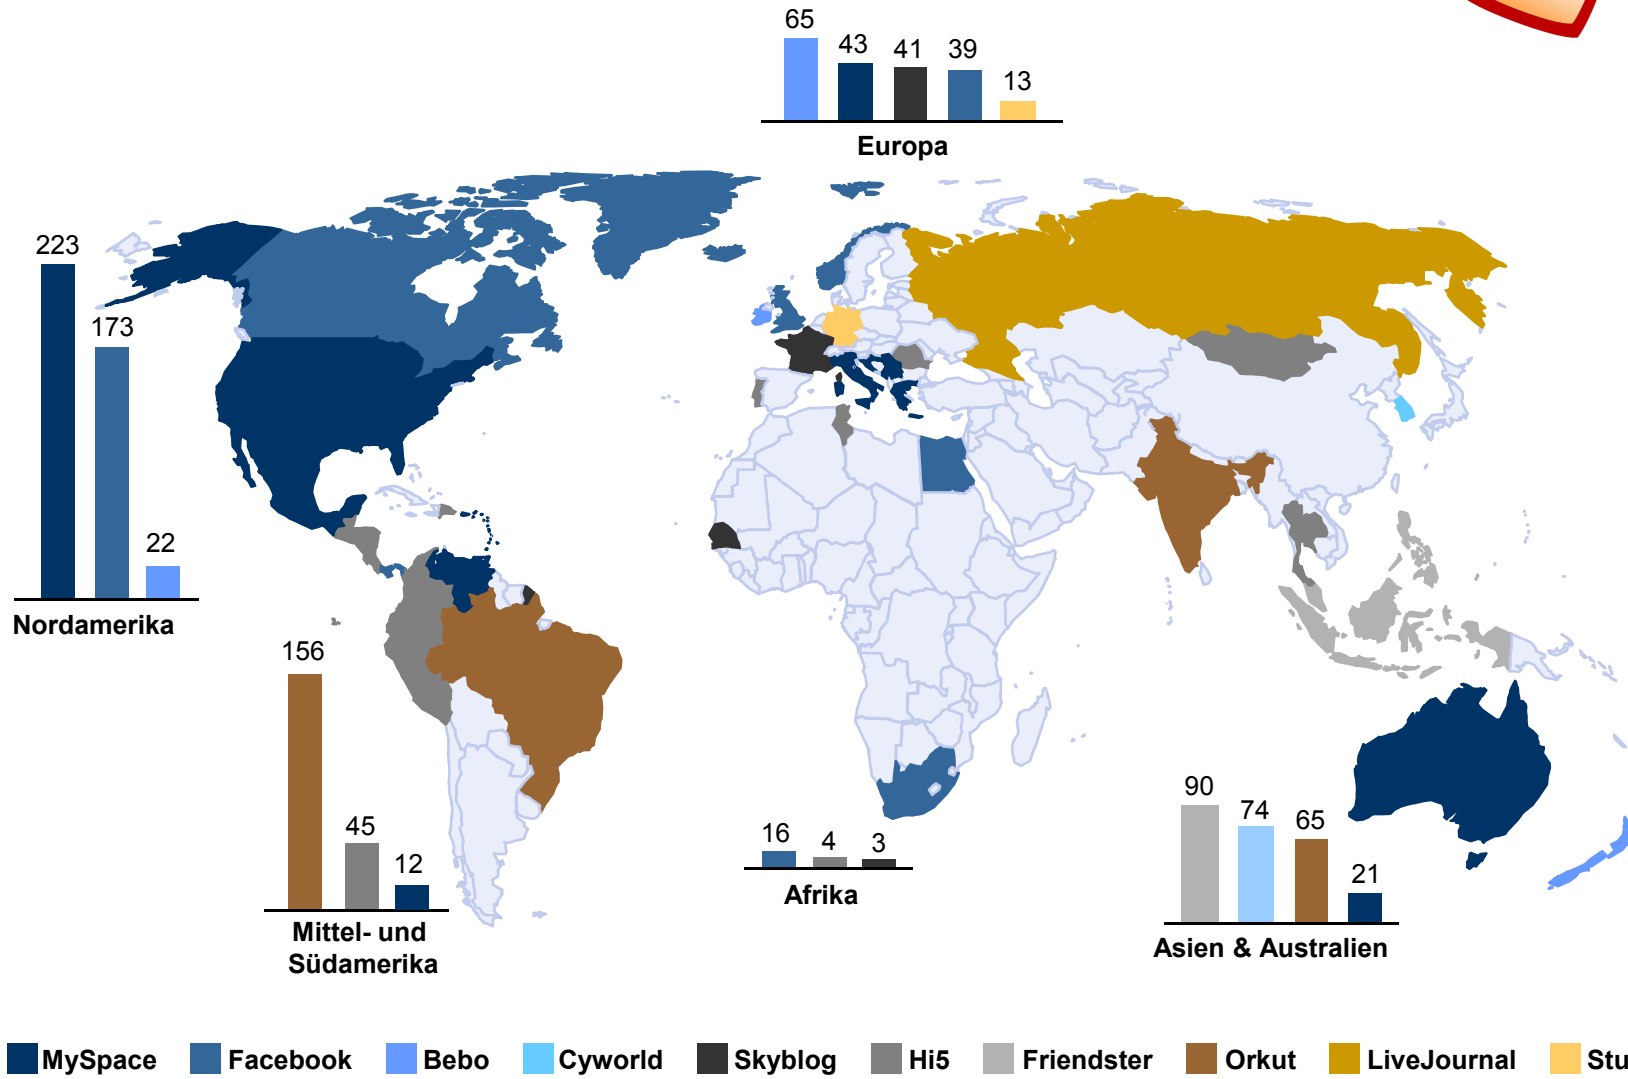 65
43
41
39
13
Europa
223
173
22
Nordamerika
156
45
12
Mittel- und
Südamerika
16
4
3
Afrika
90
74
65
21
Asien & Australien
MySpace
Facebook
Bebo
Cyworld
Skyblog
Hi5
Friendster
Orkut
LiveJournal
Stu